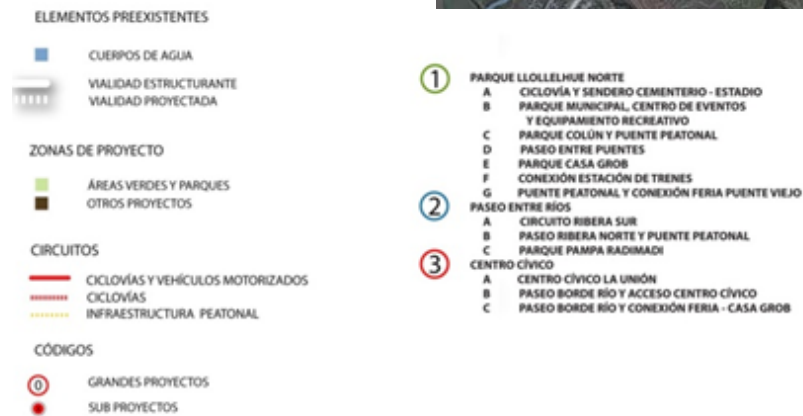 ELEMENTOS PREEXISTENTES
CUERPOS DE AGUA
VIALIDAD ESTRUCTURANTE
VIALIDAD PROYECTADA
ZONAS DE PROYECTO
ÁREAS VERDES Y PARQUES
OTROS PROYECTOS
CIRCUITOS
CICLOVÍAS Y VEHÍCULOS MOTORIZADOS
CICLOVÍAS
INFRAESTRUCTURA PEATONAL
CÓDIGOS
0 GRANDES PROYECTOS
SUB PROYECTOS
1 PARQUE LLOLLELHUE NORTE
A CICLOVÍA Y SENDERO CEMENTERIO - ESTADIO
B PARQUE MUNICIPAL, CENTRO DE EVENTOS
Y EQUIPAMIENTO RECREATIVO
C PARQUE COLÚN Y PUENTE PEATONAL
D PASEO ENTRE PUENTES
E PARQUE CASA GROB
F CONEXIÓN ESTACIÓN DE TRENES
G PUENTE PEATONAL Y CONEXIÓN FERIA PUENTE VIEJO
2 PASEO ENTRE RÍOS
A CIRCUITO RIBERA SUR
B PASEO RIBERA NORTE Y PUENTE PEATONAL
C PARQUE PAMPA RADIMADI
3 CENTRO CÍVICO
A CENTRO CÍVICO LA UNIÓN
B PASEO BORDE RÍO Y ACCESO CENTRO CÍVICO
C PASEO BORDE RÍO Y CONEXIÓN FERIA - CASA GROB